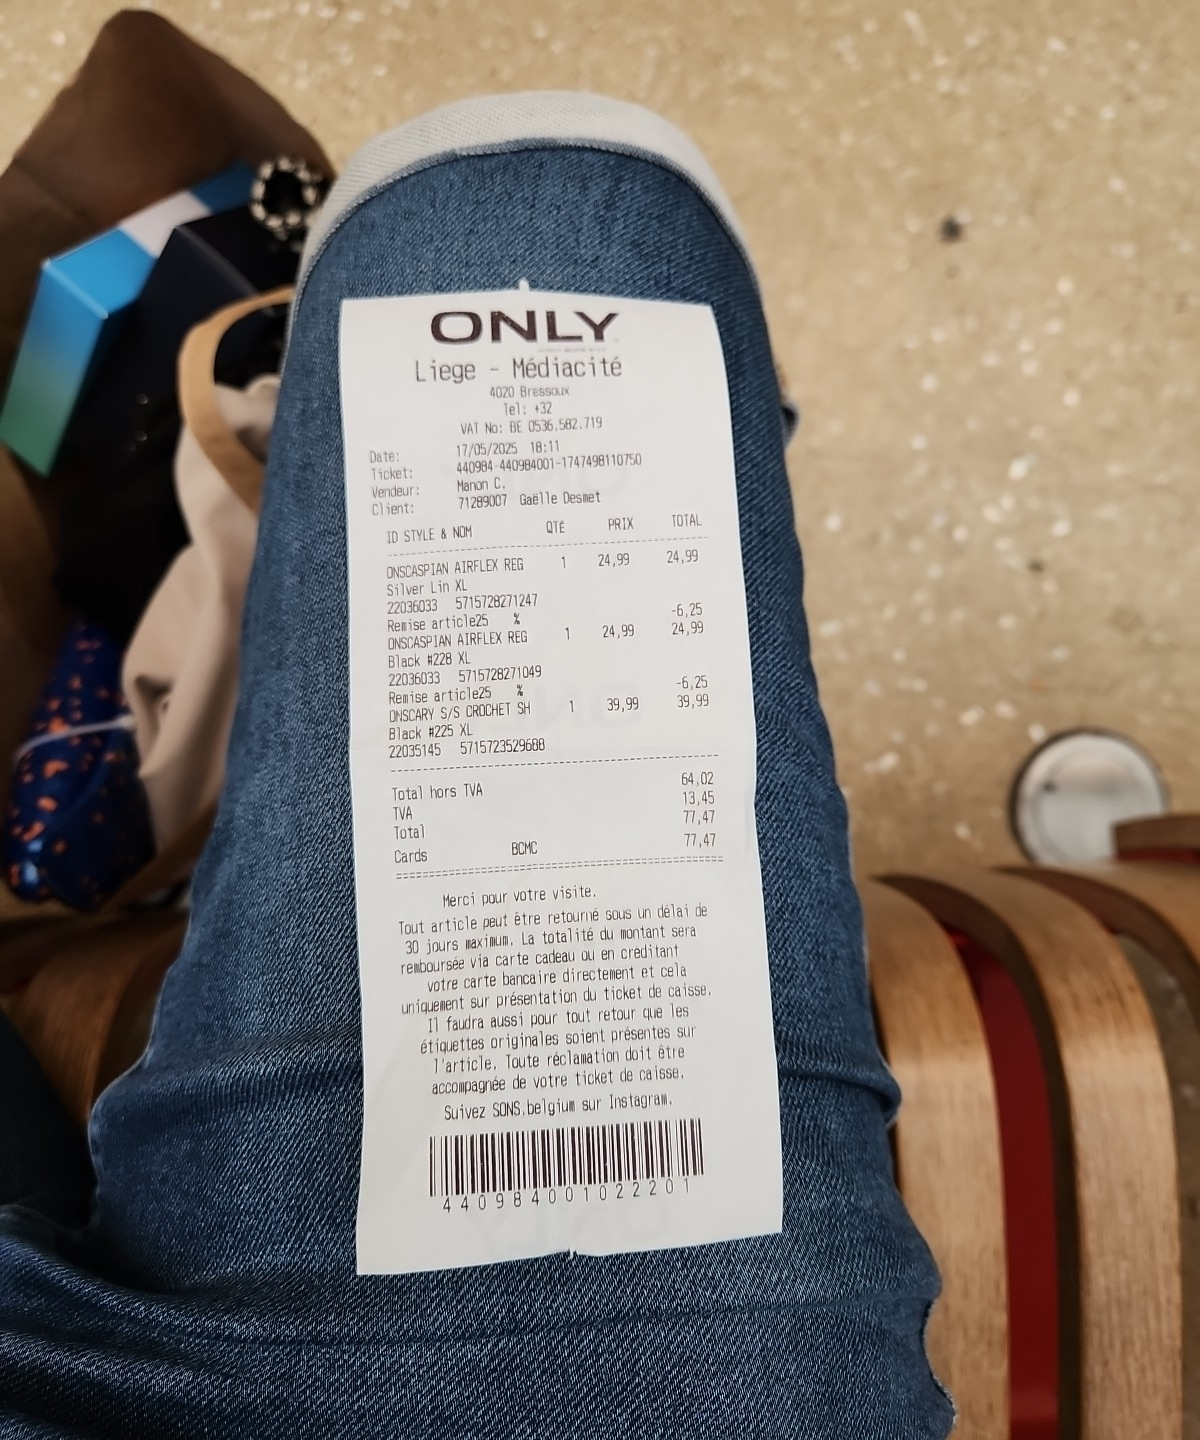 ONLY
Liege - Médiacité
4020 Bressoux
Tel: +32
VAT No: BE 0536.582.719
Date: 17/05/2025 18:11
Ticket: 440984-440984001-1747498110750
Vendeur: Manon C.
Client: 71289007 Gaëlle Desmet
ID STYLE & NOM QTÉ PRIX TOTAL
ONSCASPIAN AIRFLEX REG 1 24,99 24,99
Silver Lin XL
22036033 5715728271247
Remise article25 % -6,25
ONSCASPIAN AIRFLEX REG 1 24,99 24,99
Black #228 XL
22036033 5715728271049
Remise article25 % -6,25
ONSCARY S/S CROCHET SH 1 39,99 39,99
Black #225 XL
22035145 5715723529688
Total hors TVA 64,02
TVA 13,45
Total 77,47
Cards BCMC 77,47
Merci pour votre visite.
Tout article peut être retourné sous un délai de
30 jours maximum. La totalité du montant sera
remboursée via carte cadeau ou en creditant
votre carte bancaire directement et cela
uniquement sur présentation du ticket de caisse.
Il faudra aussi pour tout retour que les
étiquettes originales soient présentes sur
l'article. Toute réclamation doit être
accompagnée de votre ticket de caisse.
Suivez SONS.belgium sur Instagram.
440984001022201